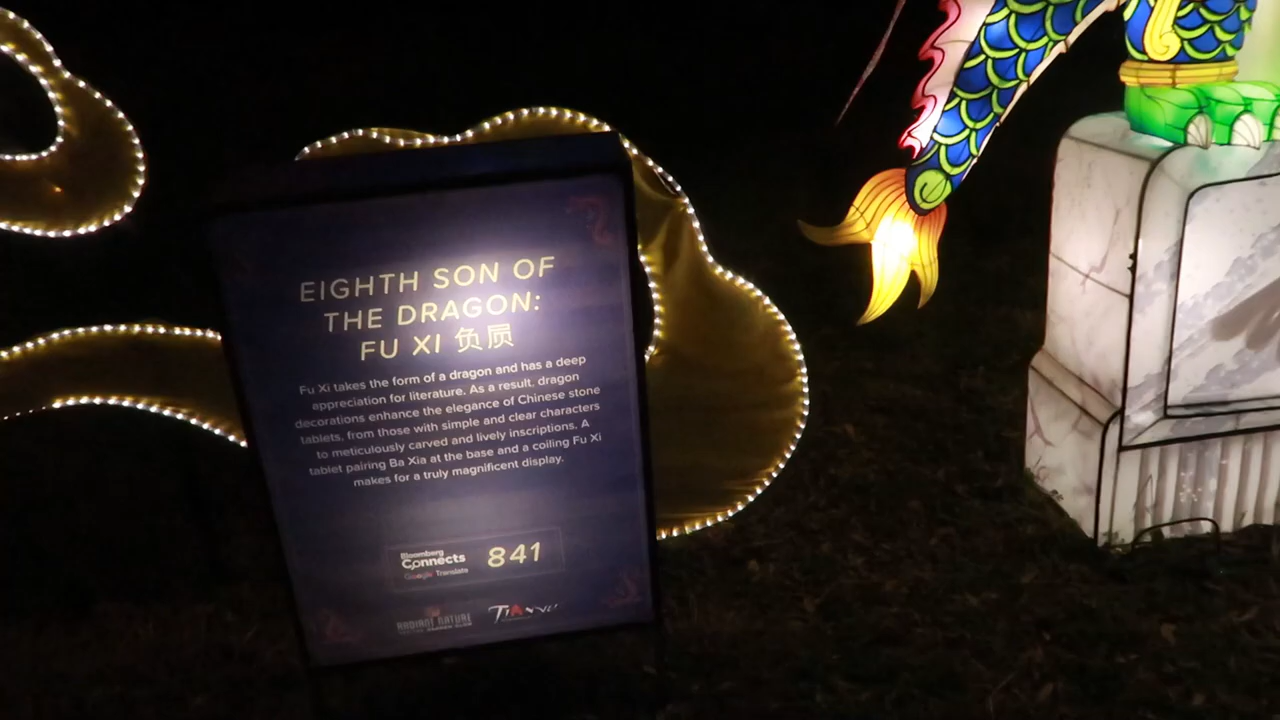 EIGHTH SON OF
THE DRAGON:
FU XI 负屃
Fu Xi takes the form of a dragon and has a deep
appreciation for literature. As a result, dragon
decorations enhance the elegance of Chinese stone
tablets, from those with simple and clear characters
to meticulously carved and lively inscriptions. A
tablet pairing Ba Xia at the base and a coiling Fu Xi
makes for a truly magnificent display.
Bloomberg
Connects
Google Translate
841
RADIANT NATURE
TIANYU